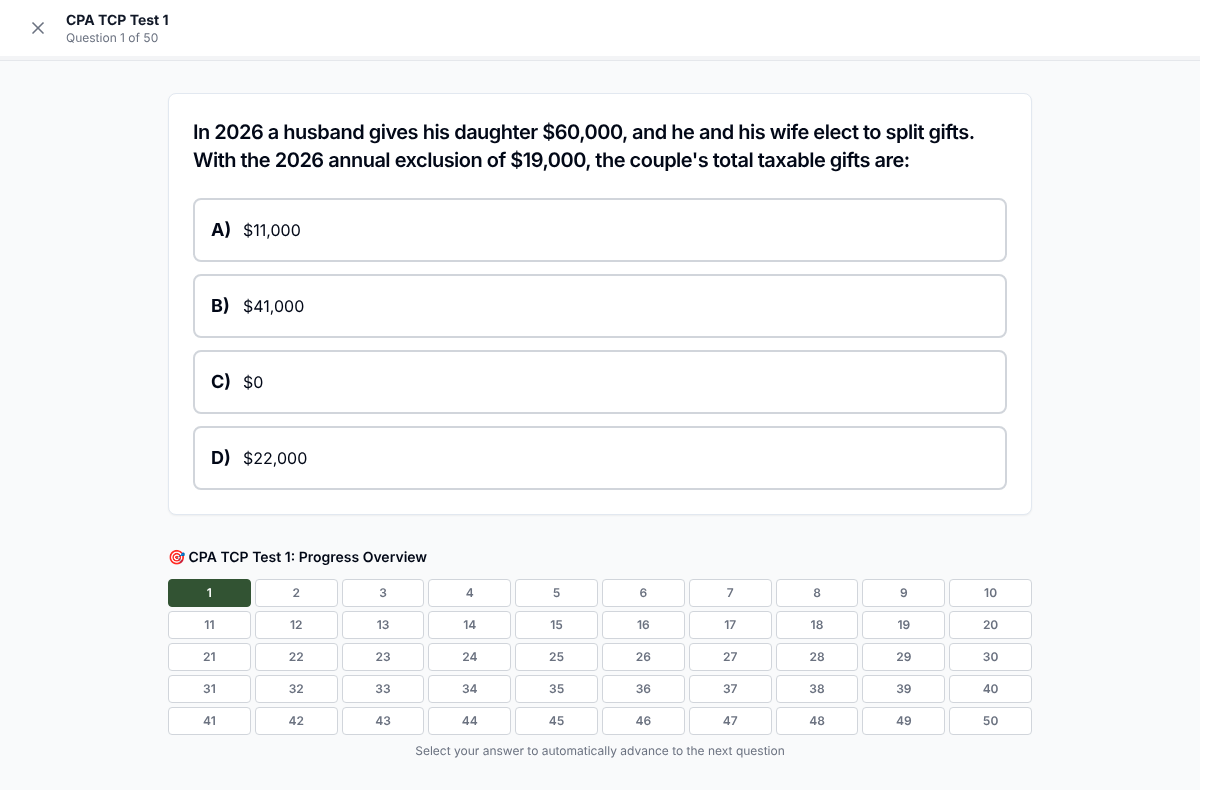 CPA TCP Test 1
Question 1 of 50
In 2026 a husband gives his daughter $60,000, and he and his wife elect to split gifts.
With the 2026 annual exclusion of $19,000, the couple's total taxable gifts are:
A) $11,000
B) $41,000
C) $0
D) $22,000
🎯 CPA TCP Test 1: Progress Overview
1 2 3 4 5 6 7 8 9 10
11 12 13 14 15 16 17 18 19 20
21 22 23 24 25 26 27 28 29 30
31 32 33 34 35 36 37 38 39 40
41 42 43 44 45 46 47 48 49 50
Select your answer to automatically advance to the next question